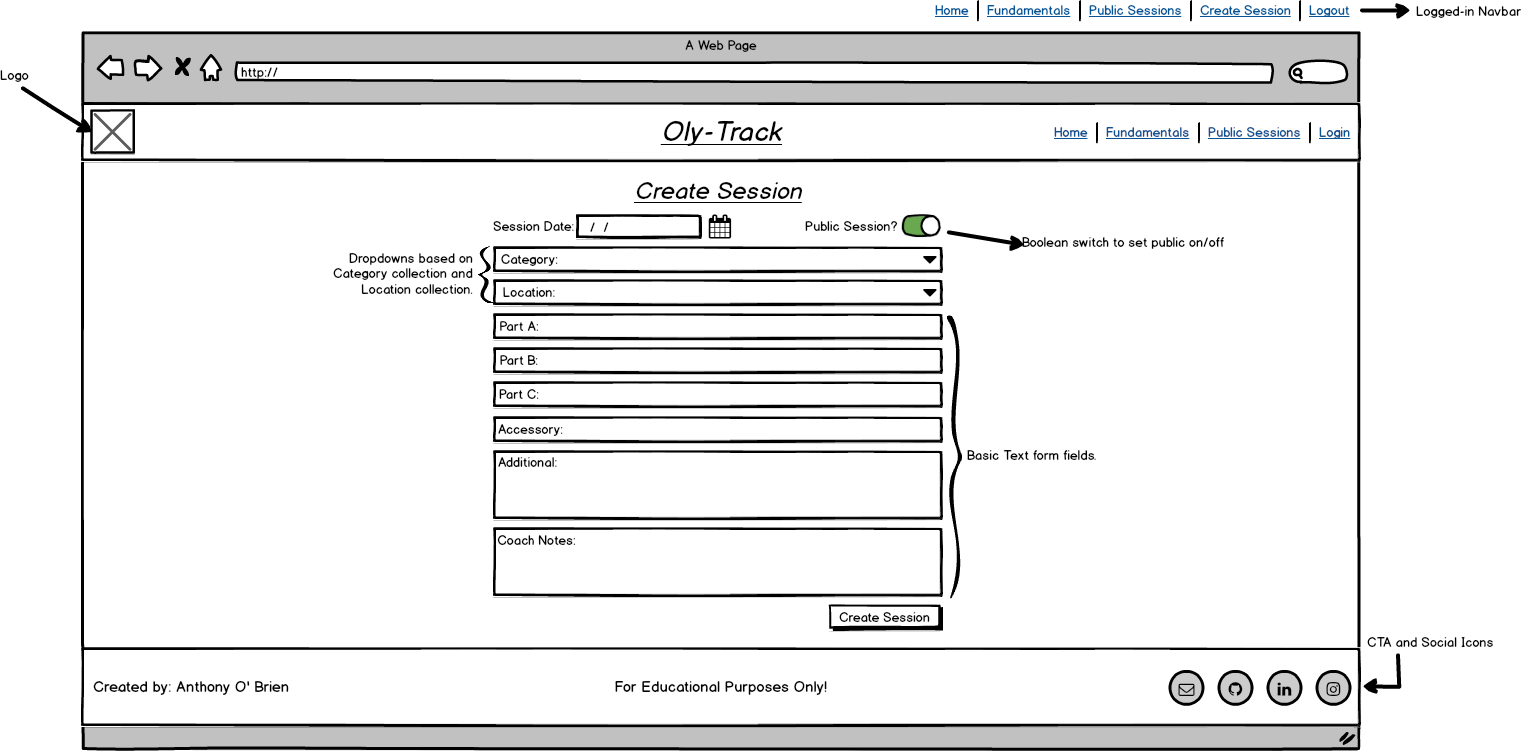 Home Fundamentals Public Sessions Create Session Logout Logged-in Navbar
A Web Page
http://
Logo
Oly-Track
Home Fundamentals Public Sessions Login
Create Session
Session Date: / / Public Session?
Boolean switch to set public on/off
Dropdowns based on
Category collection and
Location collection.
Category:
Location:
Part A:
Part B:
Part C:
Accessory:
Additional:
Basic Text form fields.
Coach Notes:
Create Session
CTA and Social Icons
Created by: Anthony O' Brien For Educational Purposes Only! in